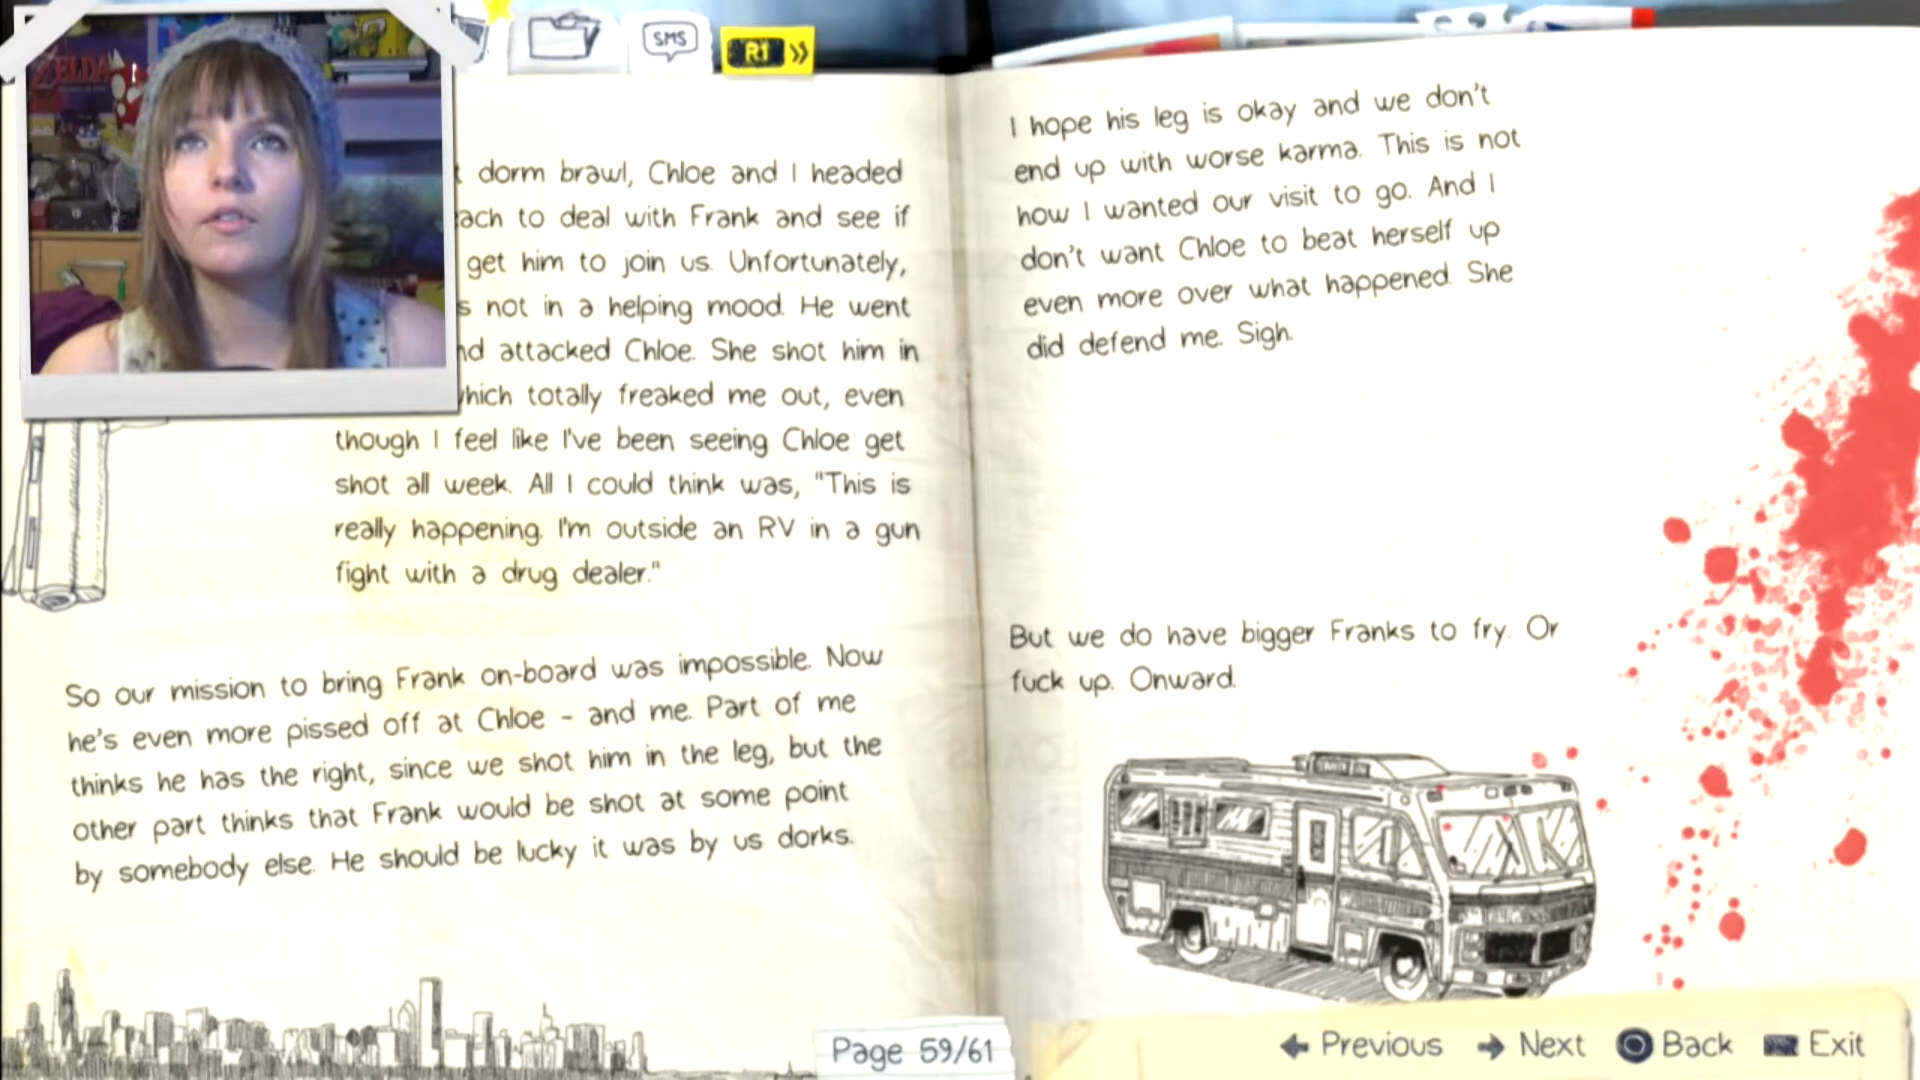 ZELDA
SMS
R1
dorm brawl, Chloe and I headed
to deal with Frank and see if
get him to join us. Unfortunately,
not in a helping mood. He went
attacked Chloe. She shot him in
which totally freaked me out, even
though I feel like I've been seeing Chloe get
shot all week. All I could think was, "This is
really happening. I'm outside an RV in a gun
fight with a drug dealer."
So our mission to bring Frank on-board was impossible. Now
he's even more pissed off at Chloe - and me. Part of me
thinks he has the right, since we shot him in the leg, but the
other part thinks that Frank would be shot at some point
by somebody else. He should be lucky it was by us dorks.
I hope his leg is okay and we don't
end up with worse karma. This is not
how I wanted our visit to go. And I
don't want Chloe to beat herself up
even more over what happened. She
did defend me. Sigh.
But we do have bigger Franks to fry. Or
fuck up. Onward.
Page 59/61
Previous Next Back Exit